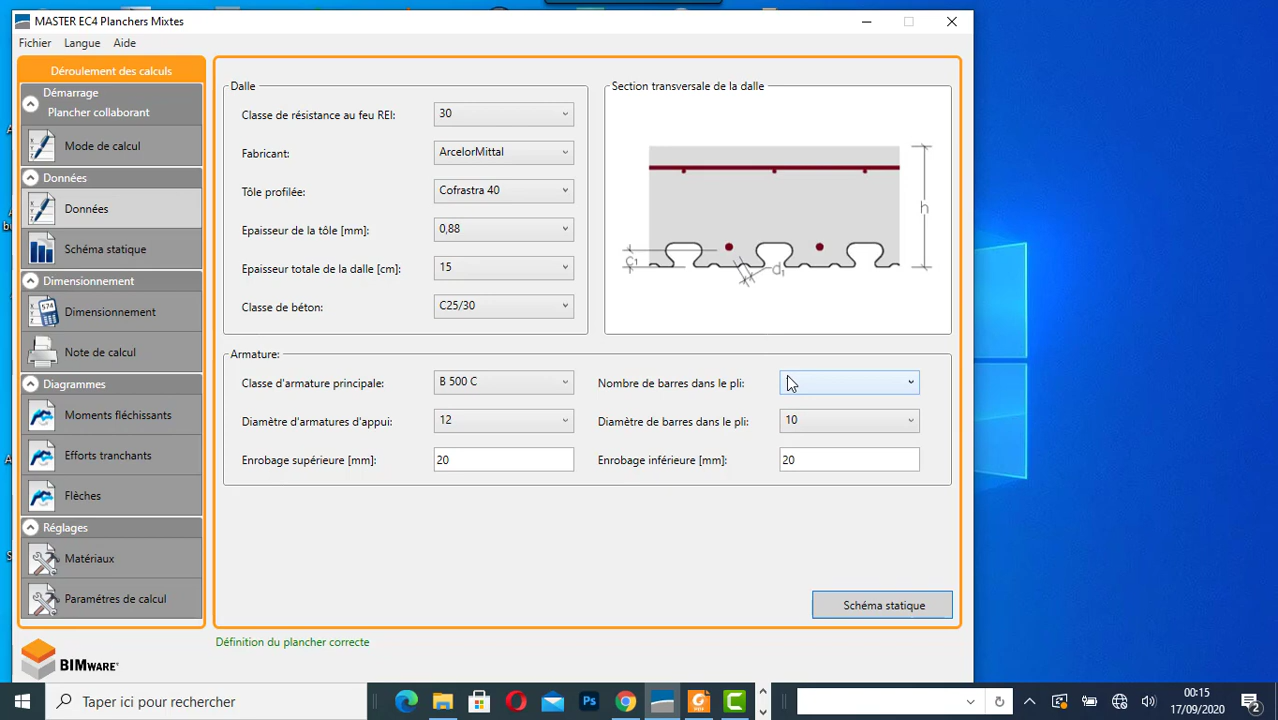 MASTER EC4 Planchers Mixtes
Fichier Langue Aide
Déroulement des calculs
Démarrage
Plancher collaborant
Mode de calcul
Données
Données
Schéma statique
Dimensionnement
Dimensionnement
Note de calcul
Diagrammes
Moments fléchissants
Efforts tranchants
Flèches
Réglages
Matériaux
Paramêtres de calcul
BIMware
Dalle
Classe de résistance au feu REI: 30
Fabricant: ArcelorMittal
Tôle profilée: Cofrastra 40
Epaisseur de la tôle [mm]: 0,88
Epaisseur totale de la dalle [cm]: 15
Classe de béton: C25/30
Section transversale de la dalle
h
c1
d1
Armature:
Classe d'armature principale: B 500 C
Nombre de barres dans le pli:
Diamètre d'armatures d'appui: 12
Diamètre de barres dans le pli: 10
Enrobage supérieure [mm]: 20
Enrobage inférieure [mm]: 20
Schéma statique
Définition du plancher correcte
Taper ici pour rechercher
Ps
PDF
00:15
17/09/2020
2